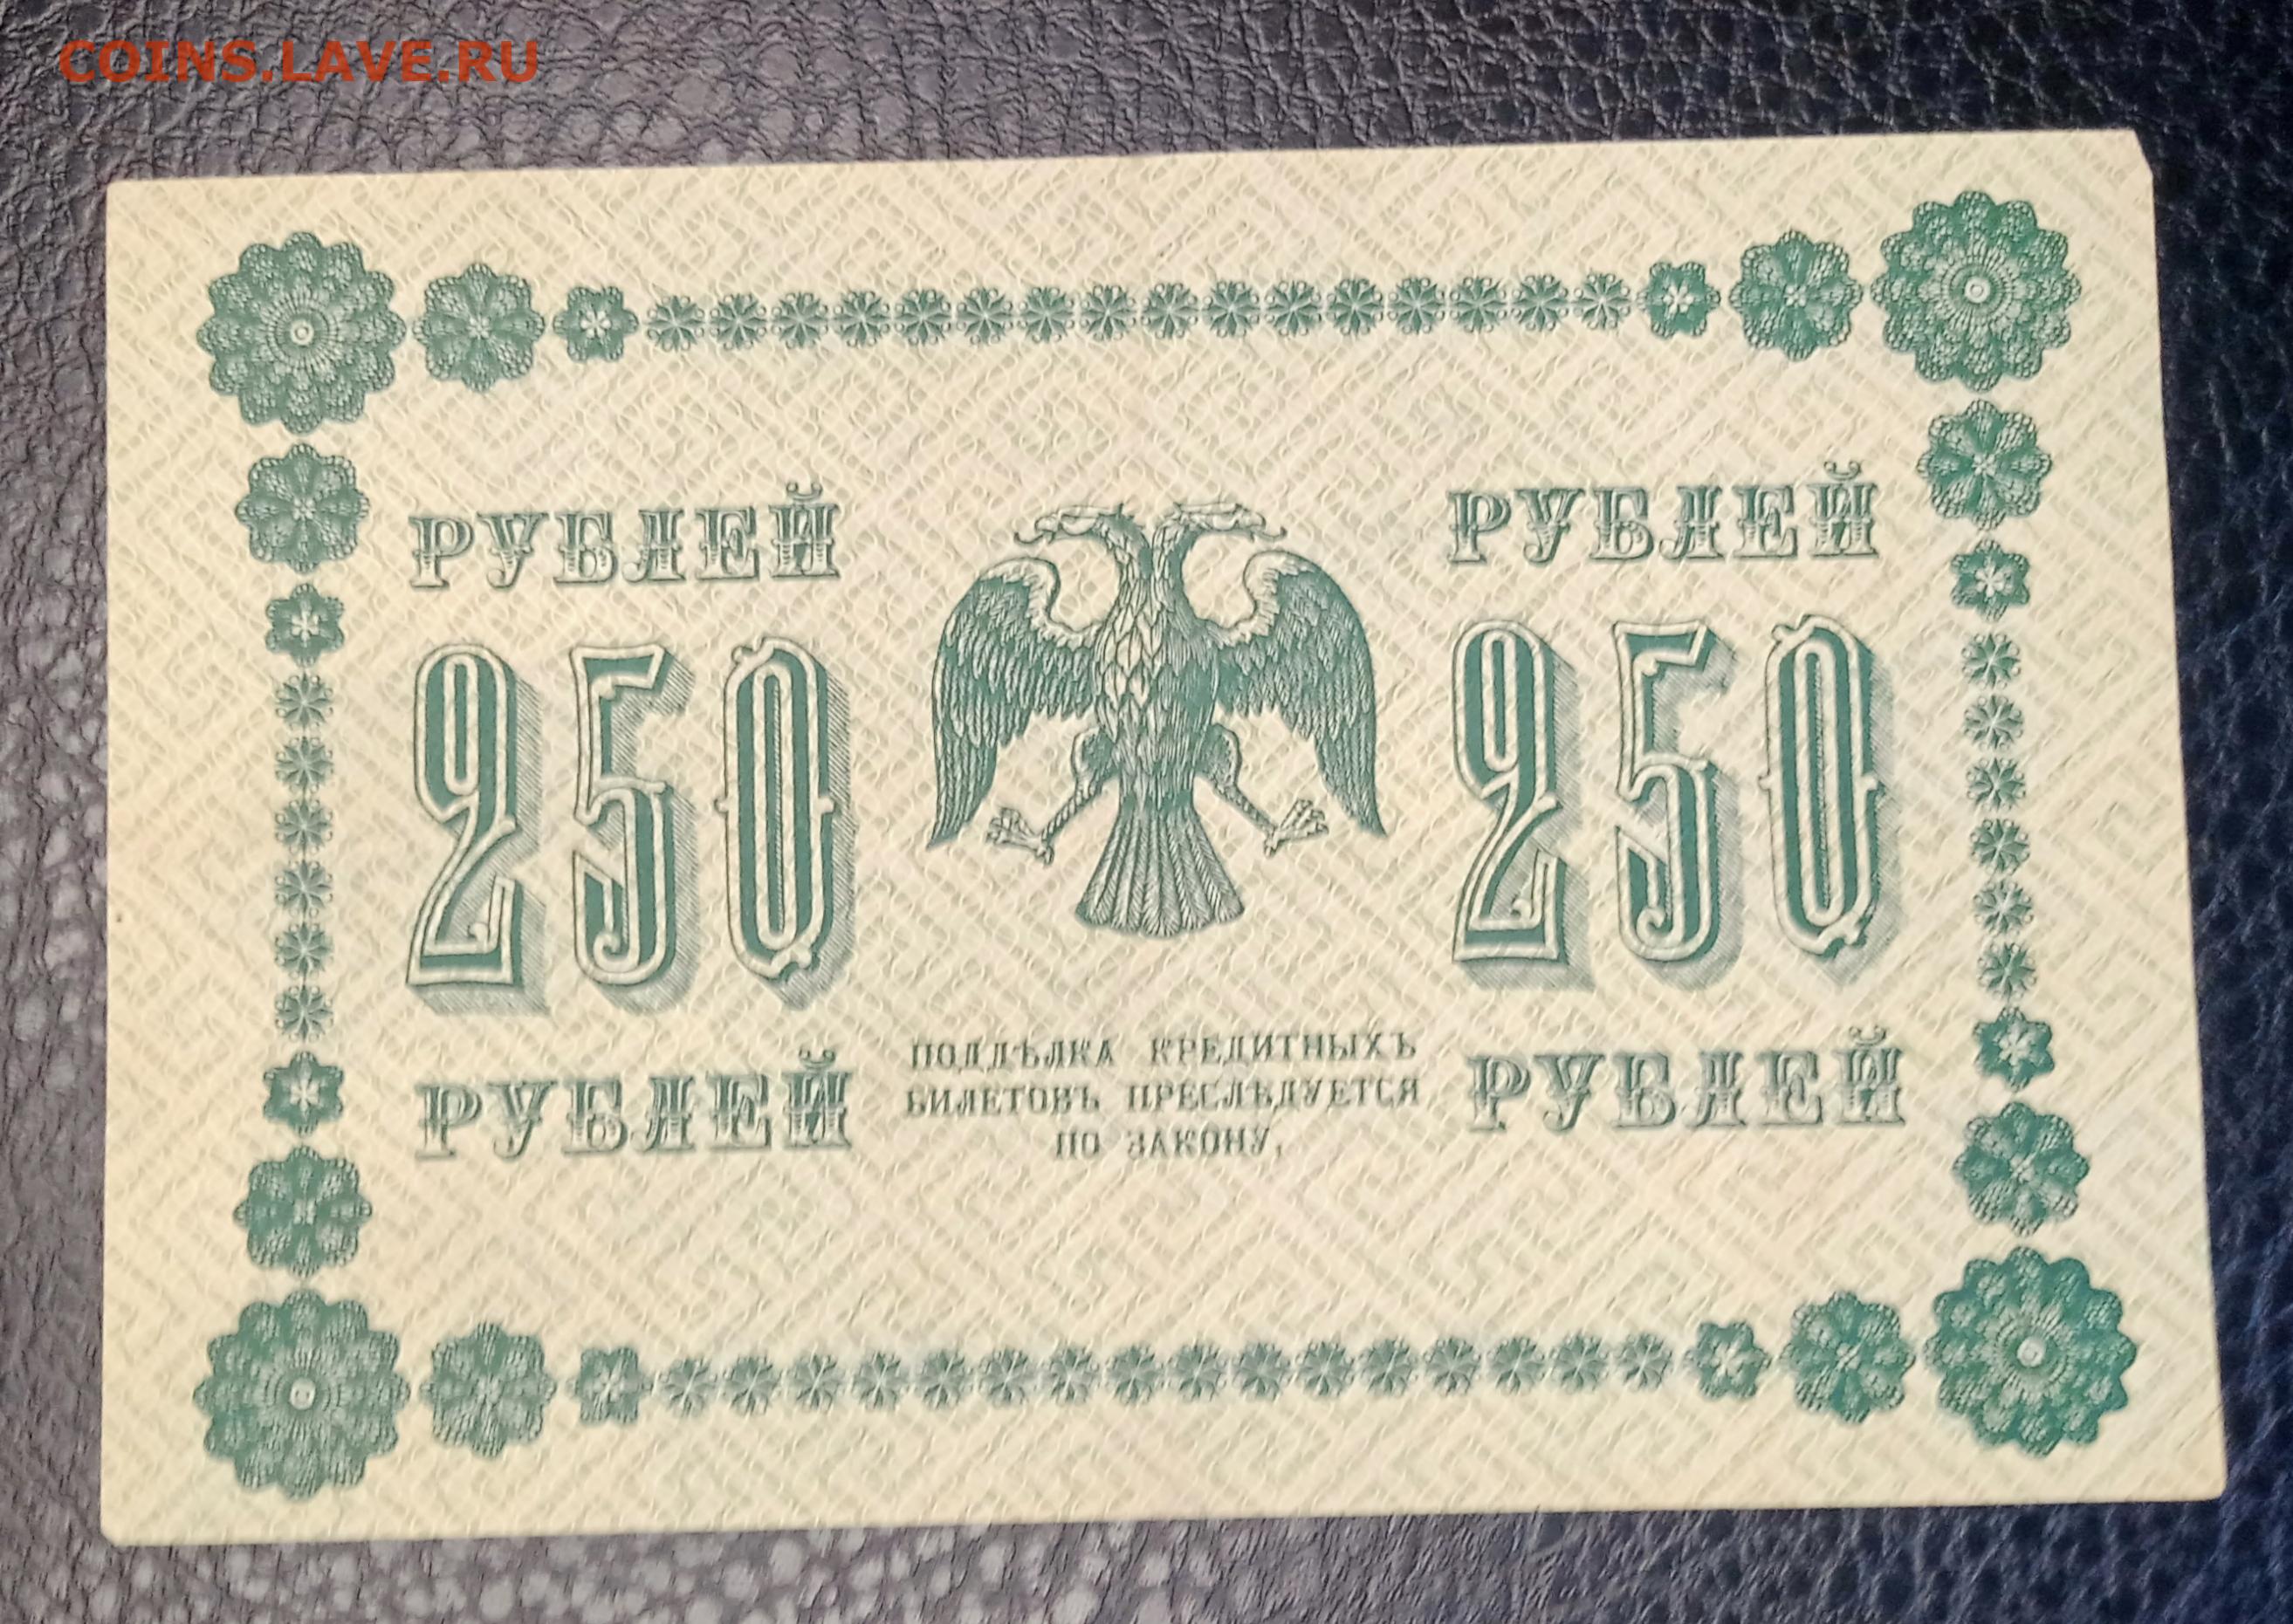 COINS.LAVE.RU
РУБЛЕЙ
250
РУБЛЕЙ
РУБЛЕЙ
250
РУБЛЕЙ
ПОДДѢЛКА КРЕДИТНЫХЪ
БИЛЕТОВЪ ПРЕСЛѢДУЕТСЯ
ПО ЗАКОНУ.